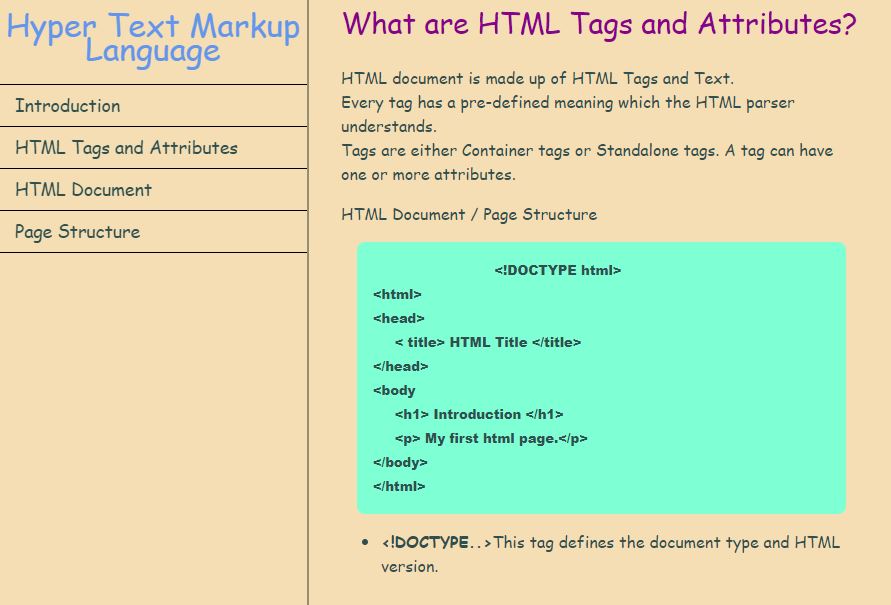 Hyper Text Markup
Language
Introduction
HTML Tags and Attributes
HTML Document
Page Structure
What are HTML Tags and Attributes?
HTML document is made up of HTML Tags and Text.
Every tag has a pre-defined meaning which the HTML parser
understands.
Tags are either Container tags or Standalone tags. A tag can have
one or more attributes.
HTML Document / Page Structure
<!DOCTYPE html>
<html>
<head>
< title> HTML Title </title>
</head>
<body
<h1> Introduction </h1>
<p> My first html page.</p>
</body>
</html>
• <!DOCTYPE..>This tag defines the document type and HTML
version.